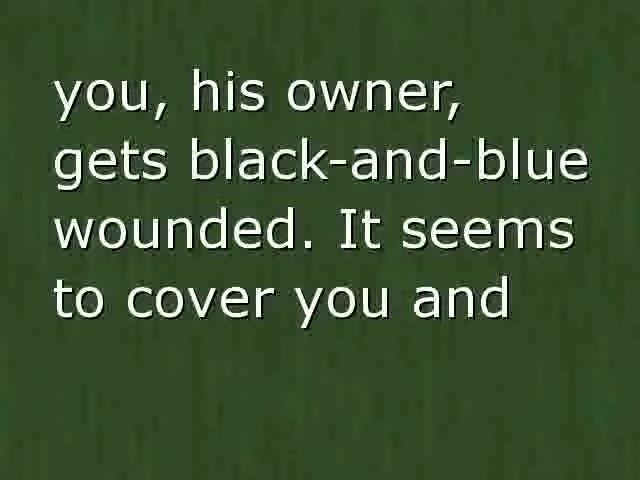 you, his owner,
gets black-and-blue
wounded. It seems
to cover you and